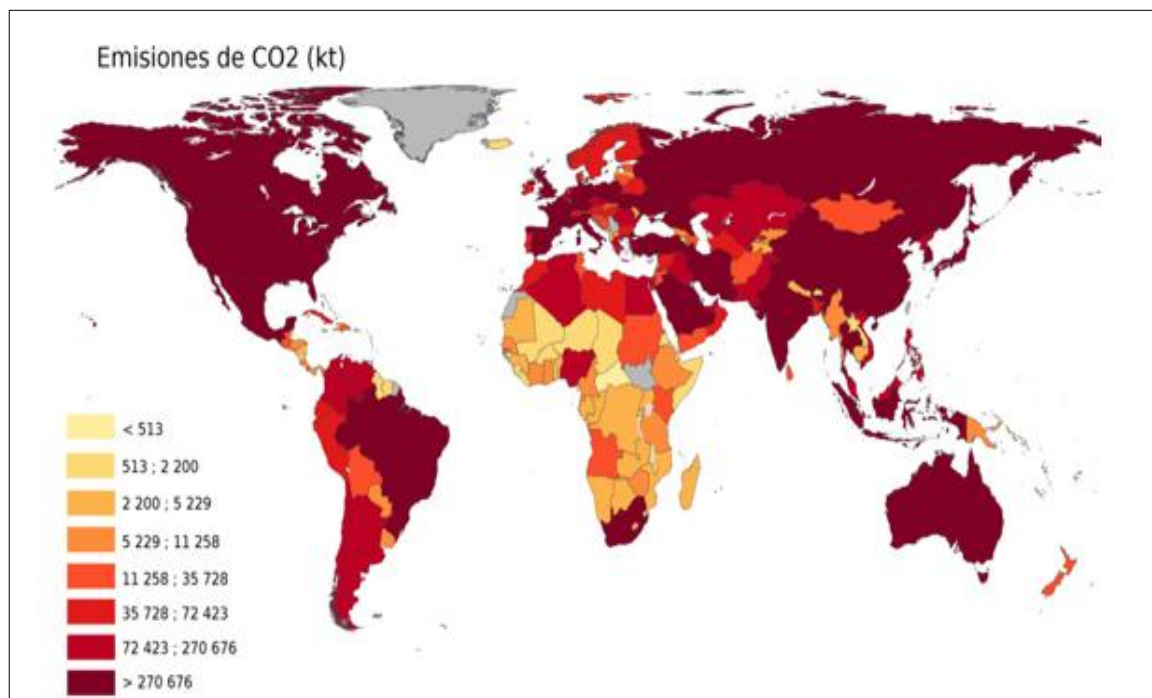 Emisiones de CO2 (kt)
< 513
513 ; 2 200
2 200 ; 5 229
5 229 ; 11 258
11 258 ; 35 728
35 728 ; 72 423
72 423 ; 270 676
> 270 676